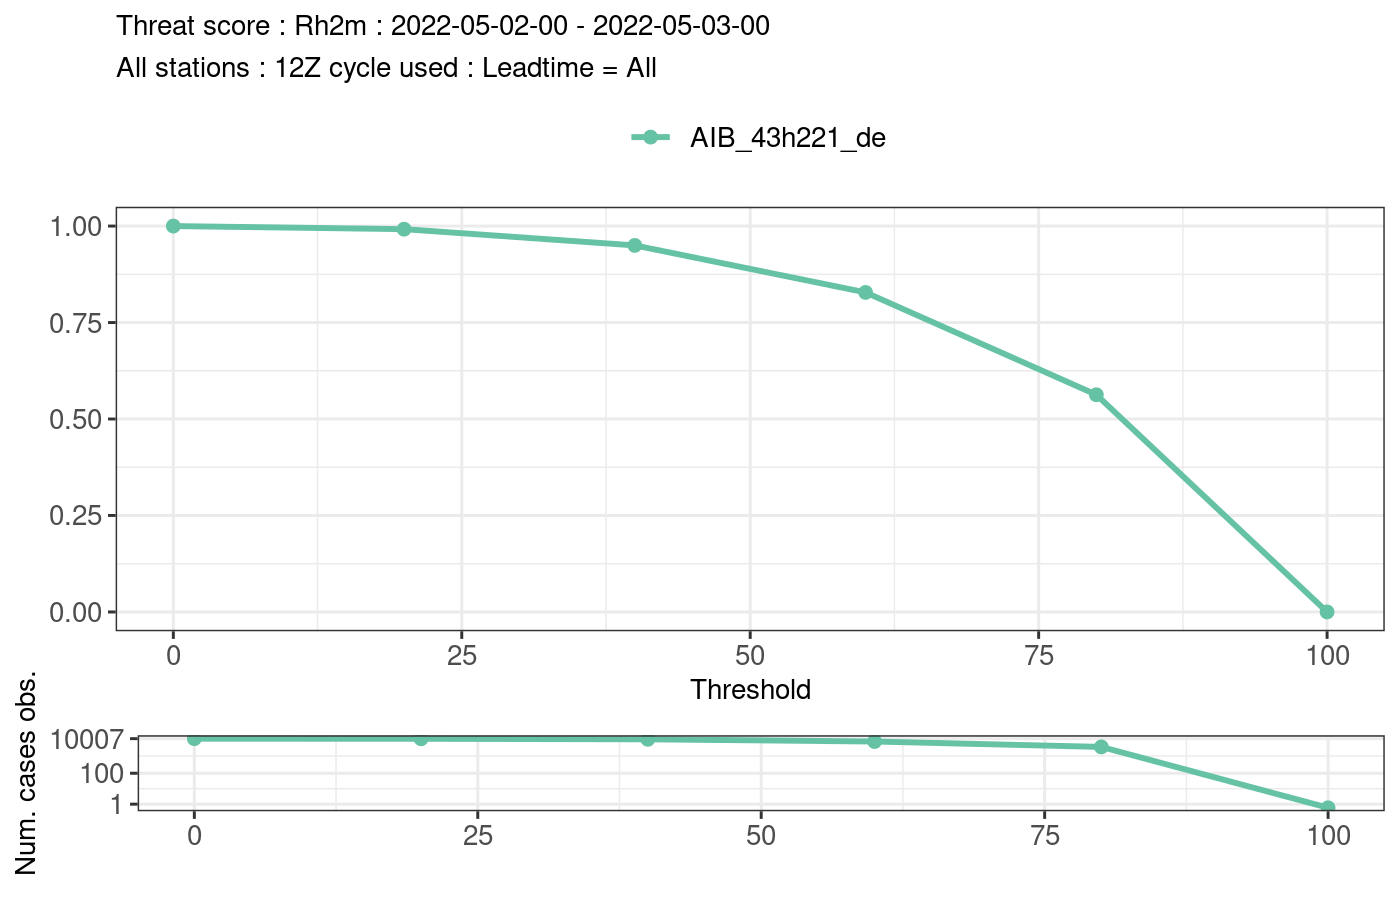 Threat score : Rh2m : 2022-05-02-00 - 2022-05-03-00
All stations : 12Z cycle used : Leadtime = All
AIB_43h221_de
1.00
0.75
0.50
0.25
0.00
0 25 50 75 100
Threshold
Num. cases obs.
10007
100
1
0 25 50 75 100